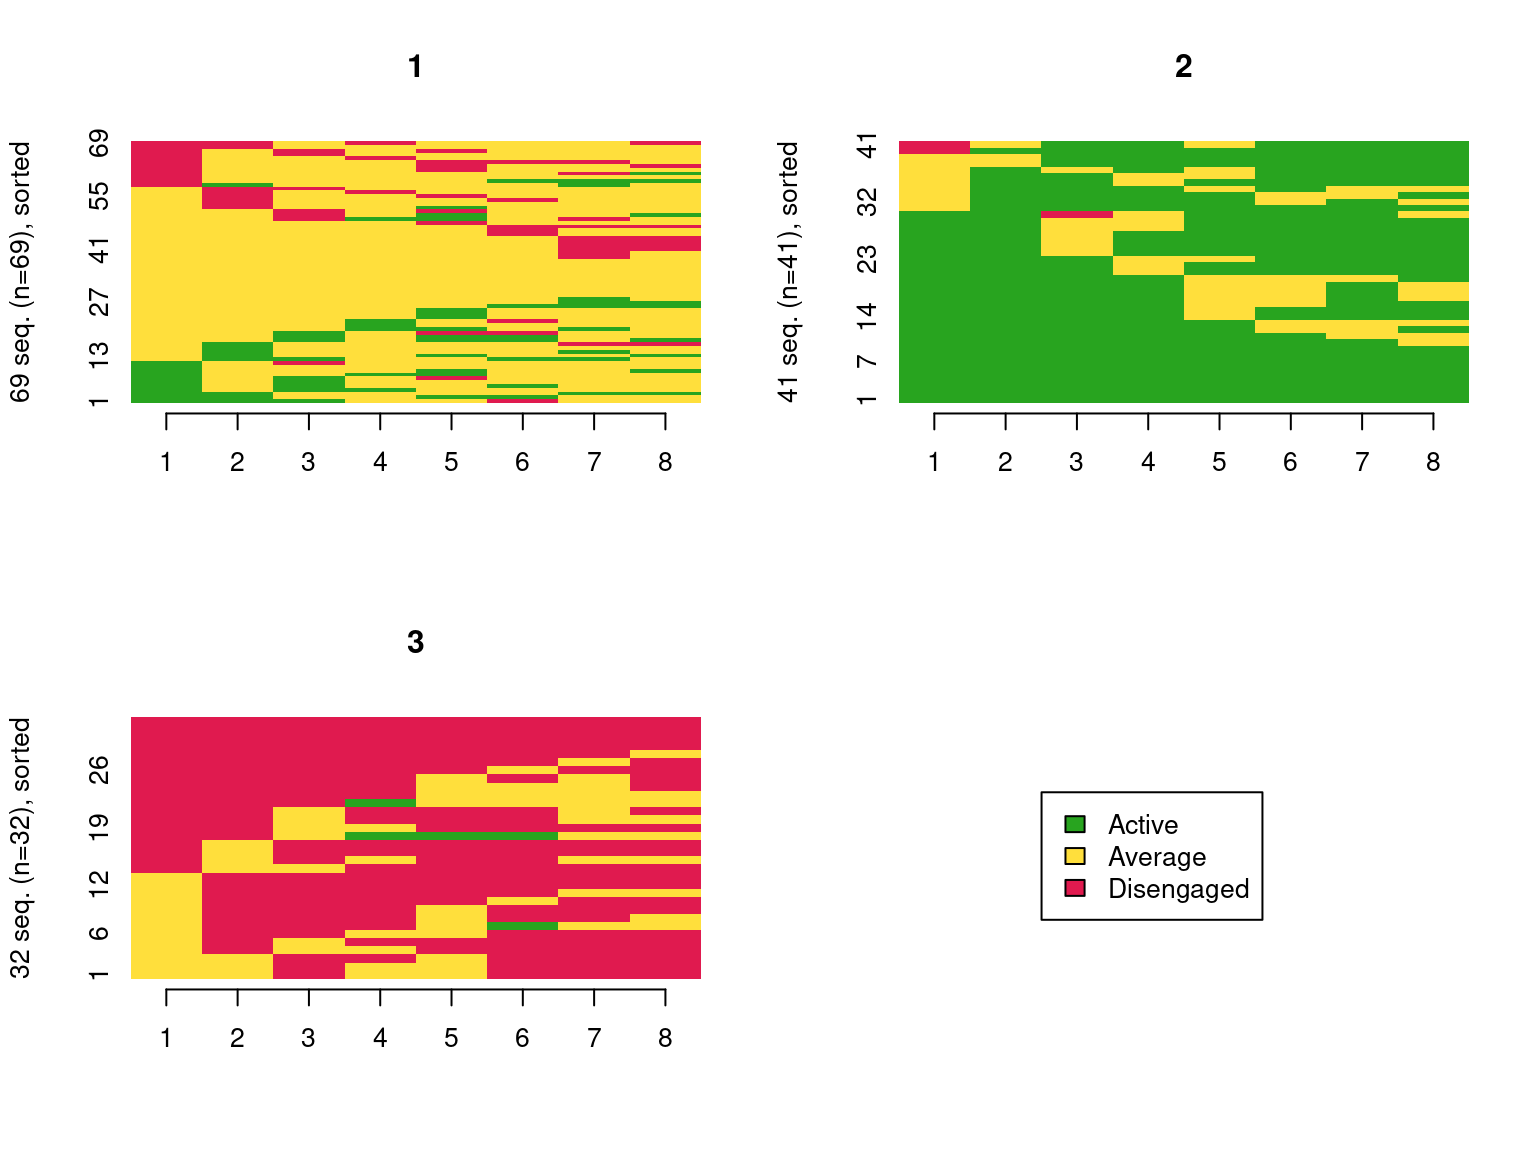 1
69 seq. (n=69), sorted
69
55
41
27
13
1
1 2 3 4 5 6 7 8
2
41 seq. (n=41), sorted
41
32
23
14
7
1
1 2 3 4 5 6 7 8
3
32 seq. (n=32), sorted
26
19
12
6
1
1 2 3 4 5 6 7 8
Active
Average
Disengaged